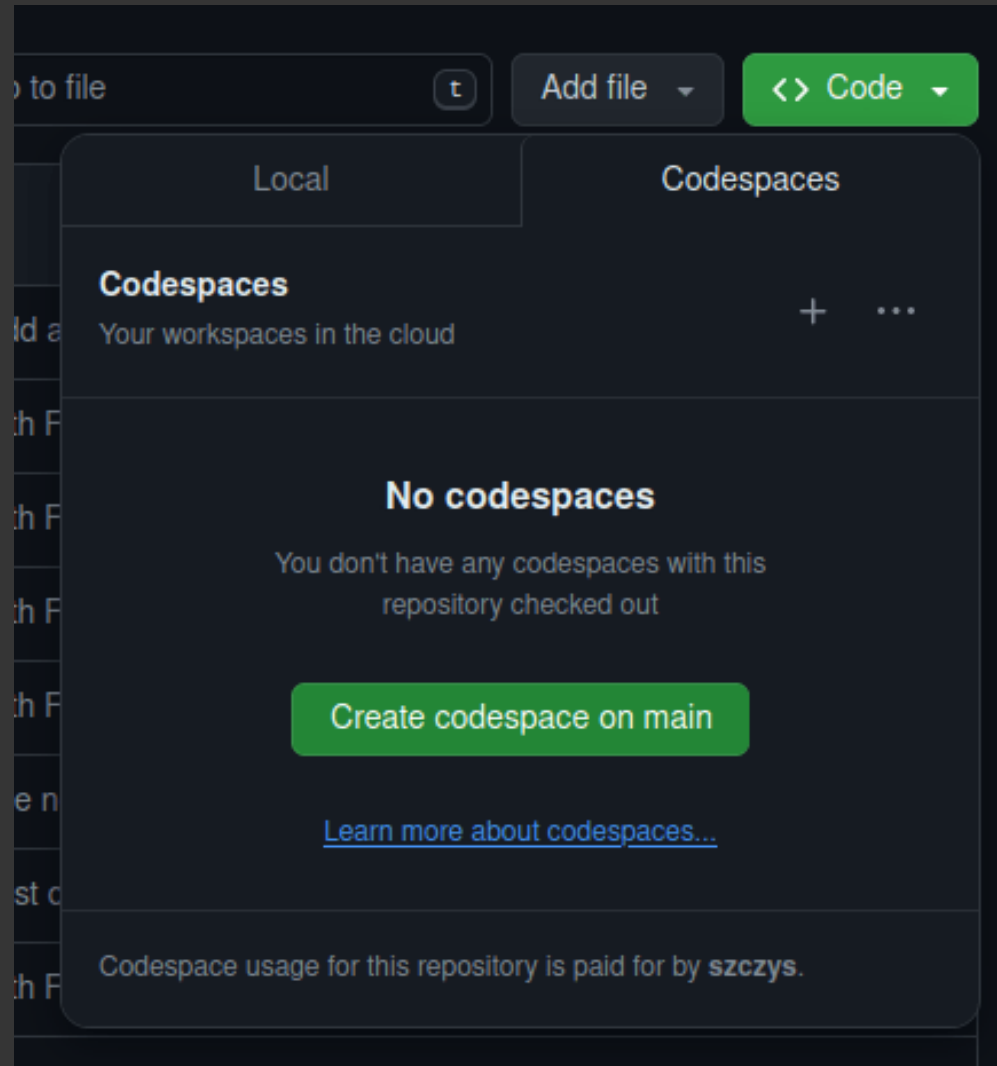 to file
t
Add file
Code
Local
Codespaces
Codespaces
Your workspaces in the cloud
No codespaces
You don't have any codespaces with this
repository checked out
Create codespace on main
Learn more about codespaces...
Codespace usage for this repository is paid for by szczys.